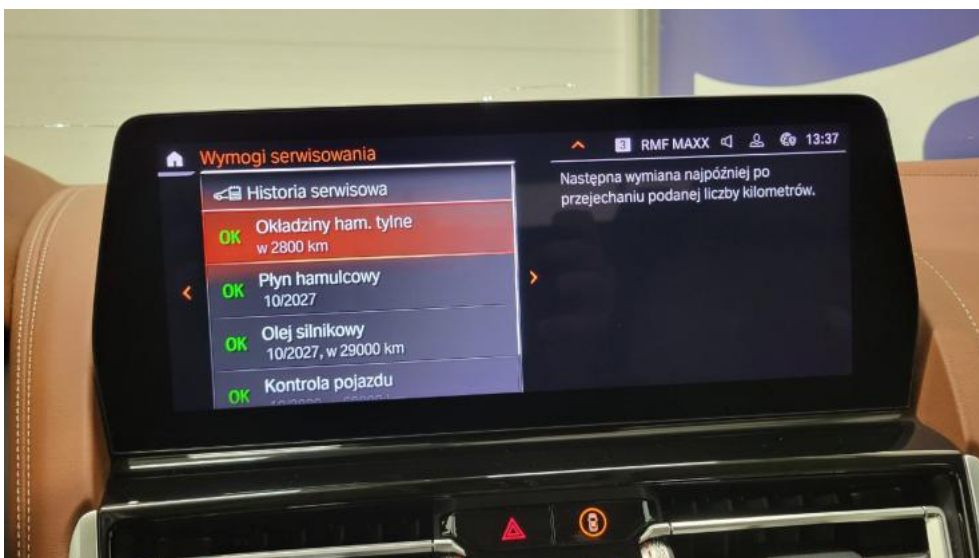 Wymogi serwisowania
3 RMF MAXX 13:37
Historia serwisowa
OK Okładziny ham. tylne
w 2800 km
OK Płyn hamulcowy
10/2027
OK Olej silnikowy
10/2027, w 29000 km
OK Kontrola pojazdu
Następna wymiana najpóźniej po
przejechaniu podanej liczby kilometrów.